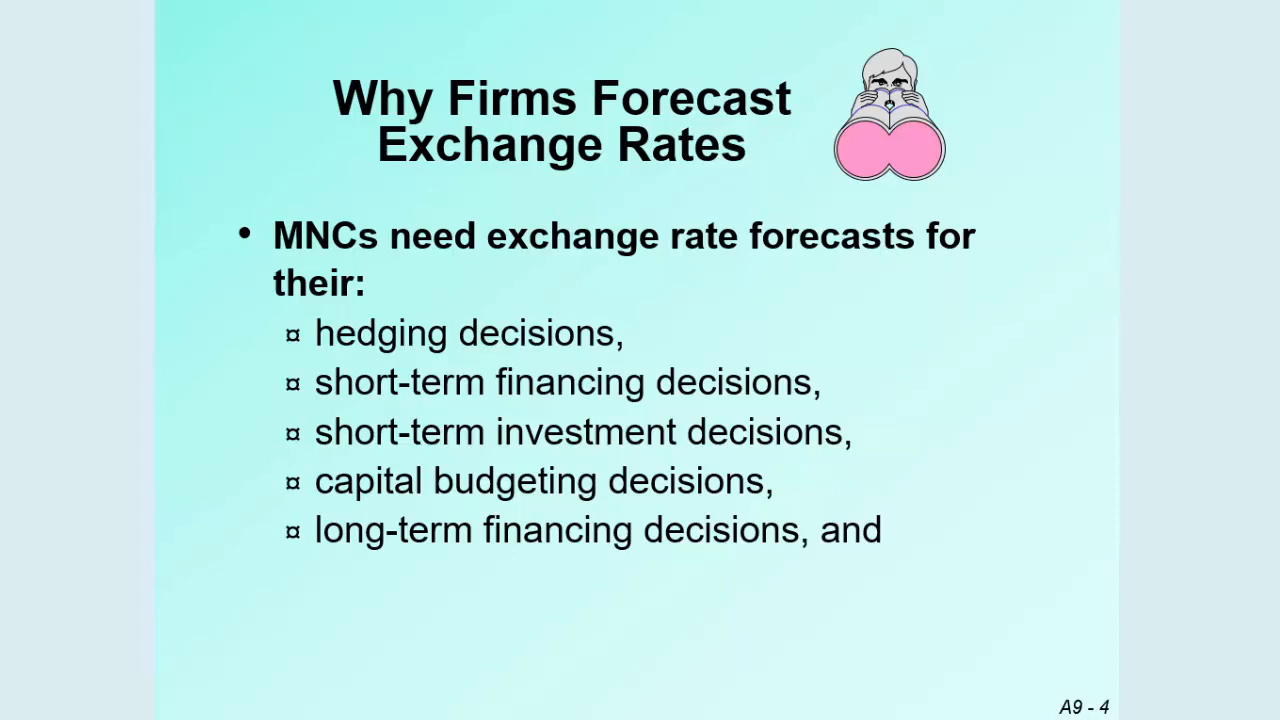 Why Firms Forecast
Exchange Rates
• MNCs need exchange rate forecasts for
their:
¤ hedging decisions,
¤ short-term financing decisions,
¤ short-term investment decisions,
¤ capital budgeting decisions,
¤ long-term financing decisions, and
A9 - 4